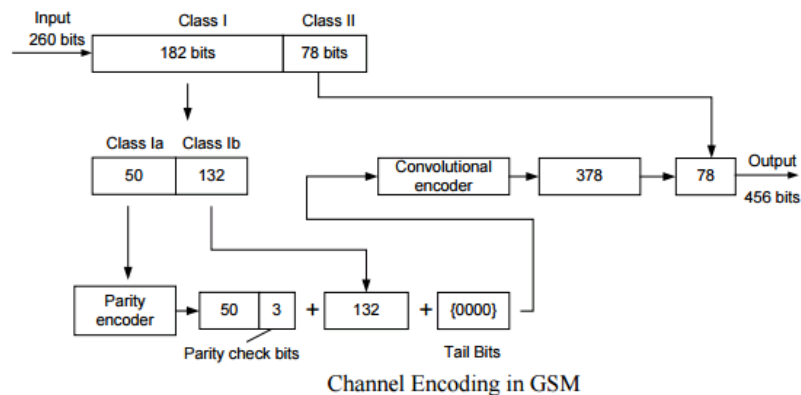 Input
260 bits
Class I
Class II
182 bits
78 bits
Class Ia
Class Ib
50
132
Convolutional
encoder
378
78
Output
456 bits
Parity
encoder
50
3
+
132
+
{0000}
Parity check bits
Tail Bits
Channel Encoding in GSM